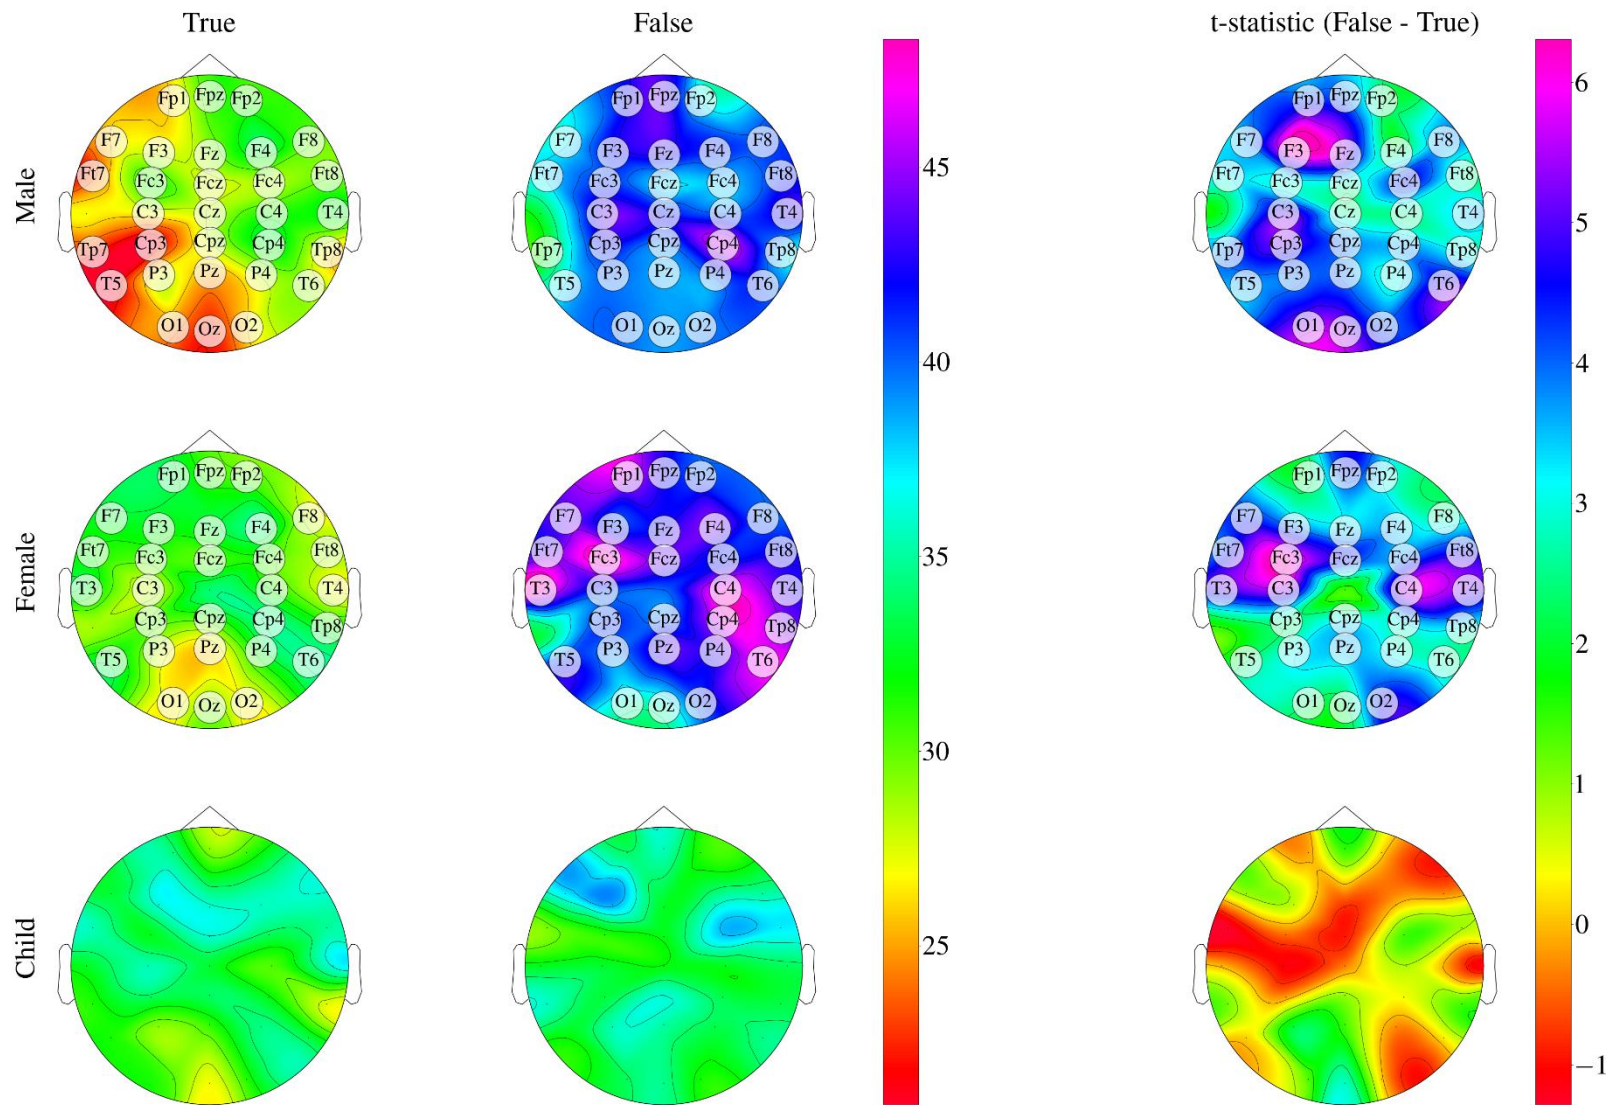 True False t-statistic (False - True)
Male
Fp1 Fpz Fp2
F7 F3 Fz F4 F8
Ft7 Fc3 Fcz Fc4 Ft8
C3 Cz C4 T4
Tp7 Cp3 Cpz Cp4 Tp8
T5 P3 Pz P4 T6
O1 Oz O2
Fp1 Fpz Fp2
F7 F3 Fz F4 F8
Ft7 Fc3 Fcz Fc4 Ft8
C3 Cz C4 T4
Tp7 Cp3 Cpz Cp4 Tp8
T5 P3 Pz P4 T6
O1 Oz O2
Fp1 Fpz Fp2
F7 F3 Fz F4 F8
Ft7 Fc3 Fcz Fc4 Ft8
C3 Cz C4 T4
Tp7 Cp3 Cpz Cp4 Tp8
T5 P3 Pz P4 T6
O1 Oz O2
Female
Fp1 Fpz Fp2
F7 F3 Fz F4 F8
Ft7 Fc3 Fcz Fc4 Ft8
T3 C3 C4 T4
Cp3 Cpz Cp4 Tp8
T5 P3 Pz P4 T6
O1 Oz O2
Fp1 Fpz Fp2
F7 F3 Fz F4 F8
Ft7 Fc3 Fcz Fc4 Ft8
T3 C3 C4 T4
Cp3 Cpz Cp4 Tp8
T5 P3 Pz P4 T6
O1 Oz O2
Fp1 Fpz Fp2
F7 F3 Fz F4 F8
Ft7 Fc3 Fcz Fc4 Ft8
T3 C3 C4 T4
Cp3 Cpz Cp4 Tp8
T5 P3 Pz P4 T6
O1 Oz O2
Child
45
40
35
30
25
6
5
4
3
2
1
0
−1